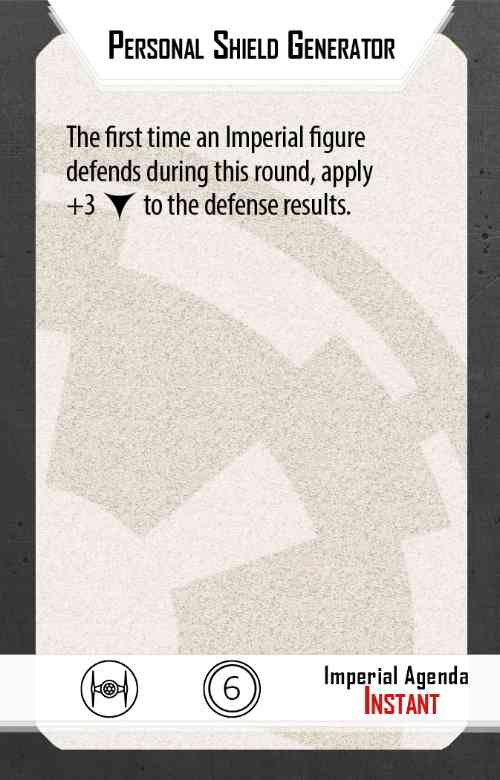 Personal Shield Generator
The first time an Imperial figure
defends during this round, apply
+3 to the defense results.
6
Imperial Agenda
Instant